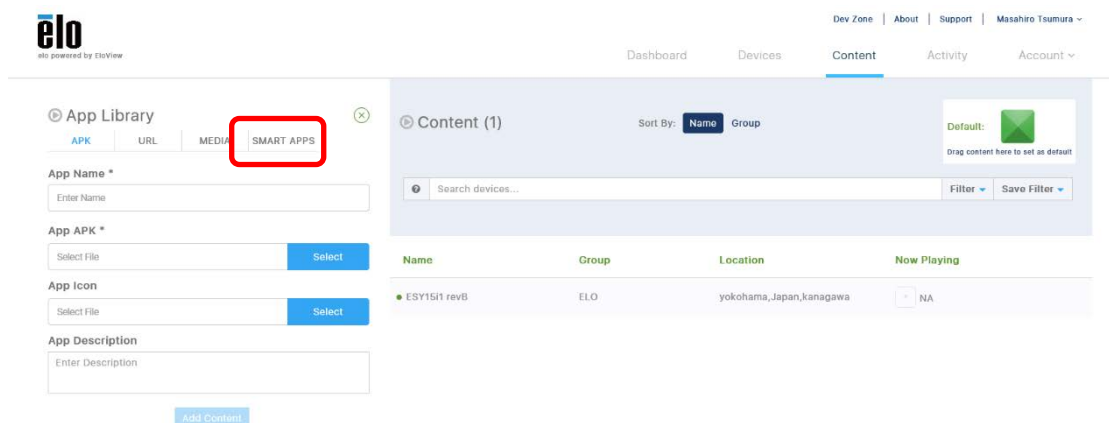 Dev Zone | About | Support | Masahiro Tsumura
elo
elo powered by EloView
Dashboard Devices Content Activity Account
App Library
APK URL MEDIA SMART APPS
App Name *
Enter Name
App APK *
Select File Select
App Icon
Select File Select
App Description
Enter Description
Add Content
Content (1)
Sort By: Name Group
Default:
Drag content here to set as default
Search devices... Filter Save Filter
Name Group Location Now Playing
ESY15i1 revB ELO yokohama,Japan,kanagawa NA